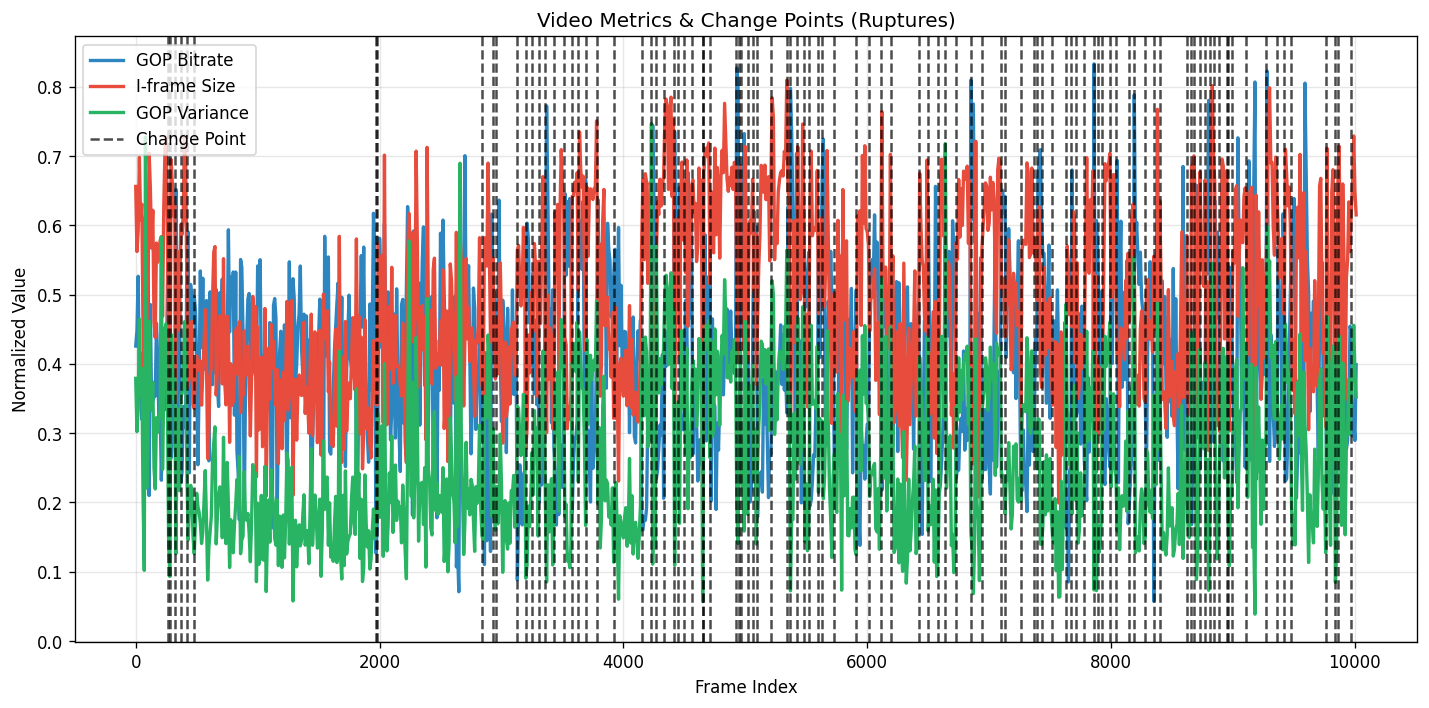 Video Metrics & Change Points (Ruptures)
GOP Bitrate
I-frame Size
GOP Variance
Change Point
Normalized Value
0.8
0.7
0.6
0.5
0.4
0.3
0.2
0.1
0.0
0
2000
4000
6000
8000
10000
Frame Index